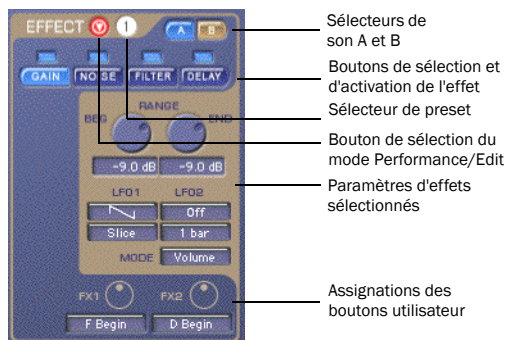 EFFECT 1 A B
GAIN NOISE FILTER DELAY
RANGE
BEG END
-9.0 dB -9.0 dB
LFO1 LFO2
Off
Slice 1 bar
MODE Volume
FX1 FX2
F Begin D Begin
Sélecteurs de
son A et B
Boutons de sélection et
d'activation de l'effet
Sélecteur de preset
Bouton de sélection du
mode Performance/Edit
Paramètres d'effets
sélectionnés
Assignations des
boutons utilisateur